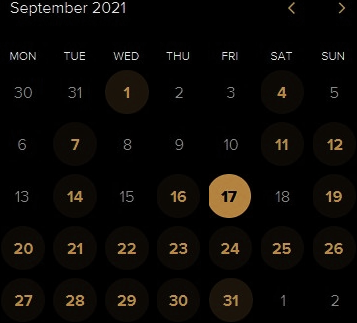 September 2021
MON TUE WED THU FRI SAT SUN
30 31 1 2 3 4 5
6 7 8 9 10 11 12
13 14 15 16 17 18 19
20 21 22 23 24 25 26
27 28 29 30 31 1 2